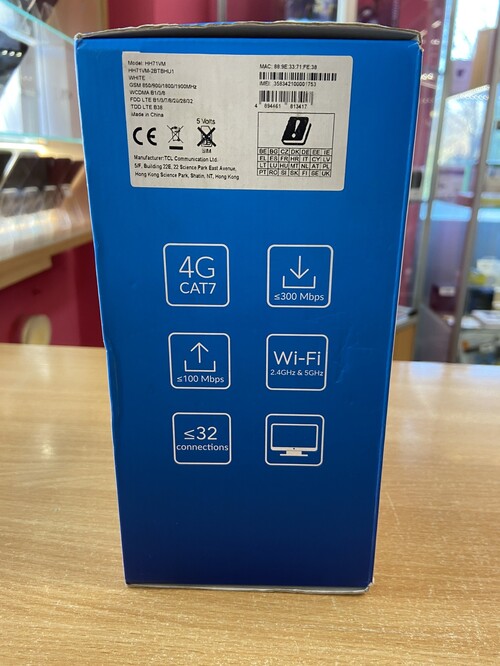 Model: HH71VM
HH71VM-2BTBHU1
WHITE
GSM 850/900/1800/1900MHz
WCDMA B1/3/8
FDD LTE B1/3/7/8/20/28/32
TDD LTE B38
Made in China
MAC: 88:9E:33:71:FE:38
IMEI: 358342100001753
4 894461 813417
CE
5 Volts
SIM
BE BG CZ DK DE EE IE
EL ES FR HR IT CY LV
LT LU HU MT NL AT PL
PT RO SI SK FI SE UK
Manufacturer: TCL Communication Ltd.
5/F, Building 22E, 22 Science Park East Avenue,
Hong Kong Science Park, Shatin, NT, Hong Kong
4G
CAT7
≤300 Mbps
≤100 Mbps
Wi-Fi
2.4GHz & 5GHz
≤32
connections